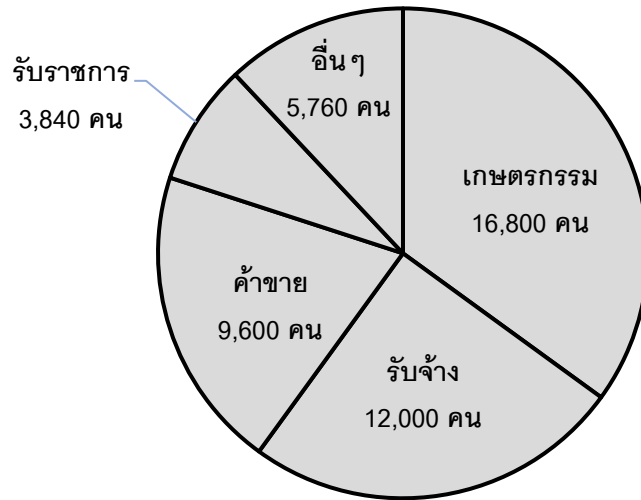 อื่น ๆ
5,760 คน
รับราชการ
3,840 คน
เกษตรกรรม
16,800 คน
ค้าขาย
9,600 คน
รับจ้าง
12,000 คน